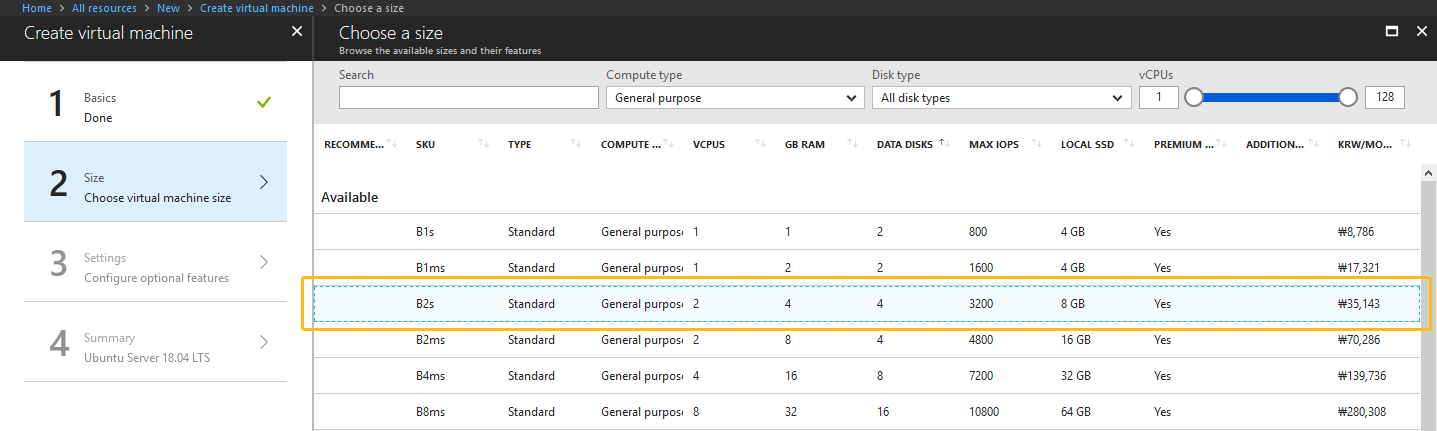 Home > All resources > New > Create virtual machine > Choose a size
Create virtual machine
Choose a size
Browse the available sizes and their features
1 Basics
Done
2 Size
Choose virtual machine size
3 Settings
Configure optional features
4 Summary
Ubuntu Server 18.04 LTS
Search Compute type Disk type vCPUs
General purpose All disk types 1 128
RECOMME... SKU TYPE COMPUTE ... VCPUS GB RAM DATA DISKS MAX IOPS LOCAL SSD PREMIUM ... ADDITION... KRW/MO...
Available
B1s Standard General purpose 1 1 2 800 4 GB Yes ₩8,786
B1ms Standard General purpose 1 2 2 1600 4 GB Yes ₩17,321
B2s Standard General purpose 2 4 4 3200 8 GB Yes ₩35,143
B2ms Standard General purpose 2 8 4 4800 16 GB Yes ₩70,286
B4ms Standard General purpose 4 16 8 7200 32 GB Yes ₩139,736
B8ms Standard General purpose 8 32 16 10800 64 GB Yes ₩280,308